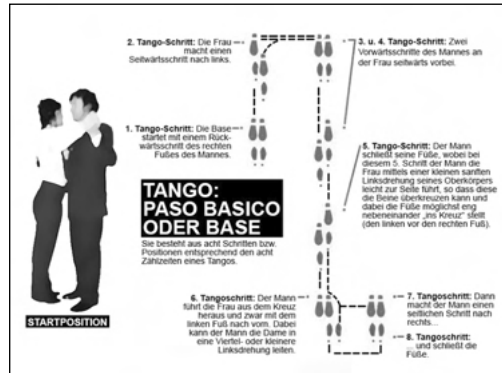 2. Tango-Schritt: Die Frau
macht einen
Seitwärtsschritt nach links.
3. u. 4. Tango-Schritt: Zwei
Vorwärtsschritte des Mannes an
der Frau seitwärts vorbei.
1. Tango-Schritt: Die Base
startet mit einem Rück-
wärtsschritt des rechten
Fußes des Mannes.
5. Tango-Schritt: Der Mann
schließt seine Füße, wobei bei
diesem 5. Schritt der Mann die
Frau mittels einer kleinen sanften
Linksdrehung seines Oberkörpers
leicht zur Seite führt, so dass diese
die Beine überkreuzen kann und
dabei die Füße möglichst eng
nebeneinander „ins Kreuz" stellt
(den linken vor den rechten Fuß).
TANGO:
PASO BASICO
ODER BASE
Sie besteht aus acht Schritten bzw.
Positionen entsprechend den acht
Zählzeiten eines Tangos.
6. Tangoschritt: Der Mann
führt die Frau aus dem Kreuz
heraus und zwar mit dem
linken Fuß nach vorn. Dabei
kann der Mann die Dame in
eine Viertel- oder kleinere
Linksdrehung leiten.
7. Tangoschritt: Dann
macht der Mann einen
seitlichen Schritt nach
rechts...
8. Tangoschritt:
... und schließt die
Füße.
STARTPOSITION